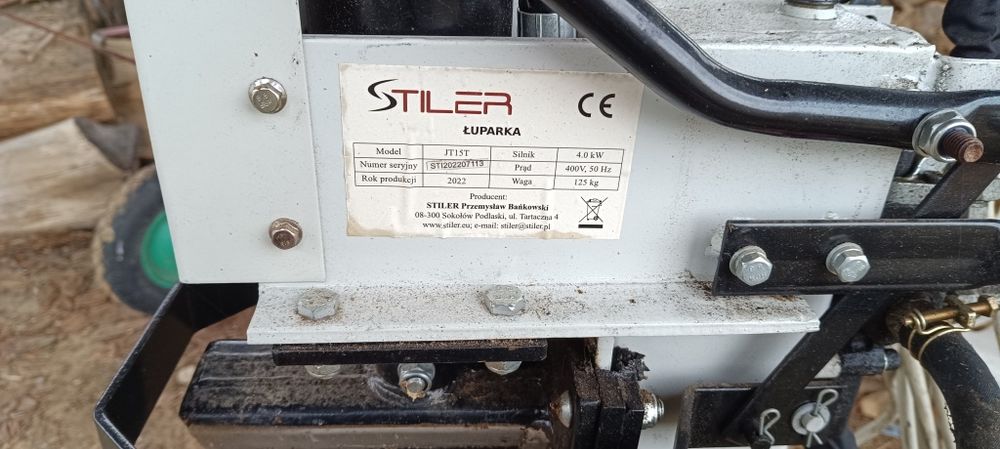 STILER CE
ŁUPARKA
Model JT15T Silnik 4.0 kW
Numer seryjny STI202207113 Prąd 400V, 50 Hz
Rok produkcji 2022 Waga 125 kg
Producent:
STILER Przemysław Bańkowski
08-300 Sokołów Podlaski, ul. Tartaczna 4
www.stiler.eu; e-mail: stiler@stiler.pl